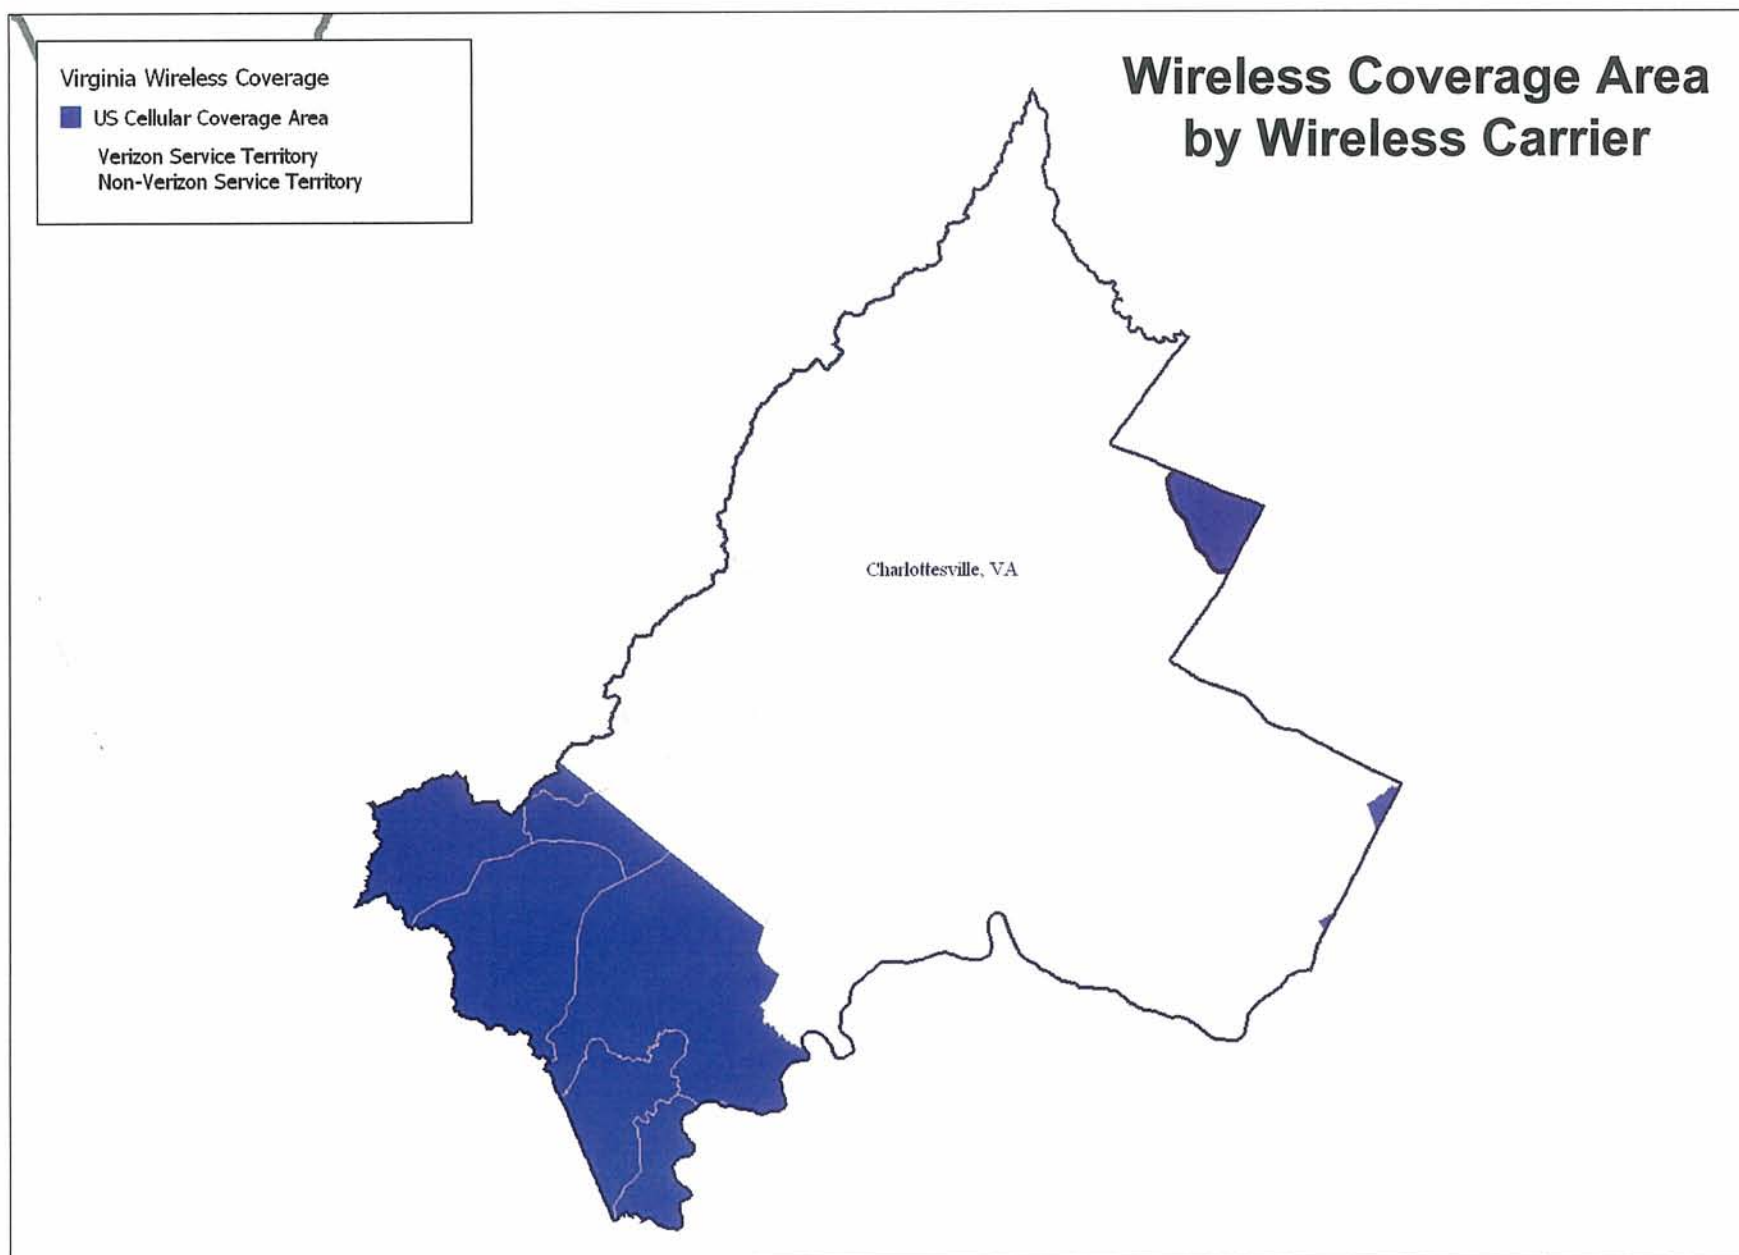 Virginia Wireless Coverage
US Cellular Coverage Area
Verizon Service Territory
Non-Verizon Service Territory
Wireless Coverage Area
by Wireless Carrier
Charlottesville, VA